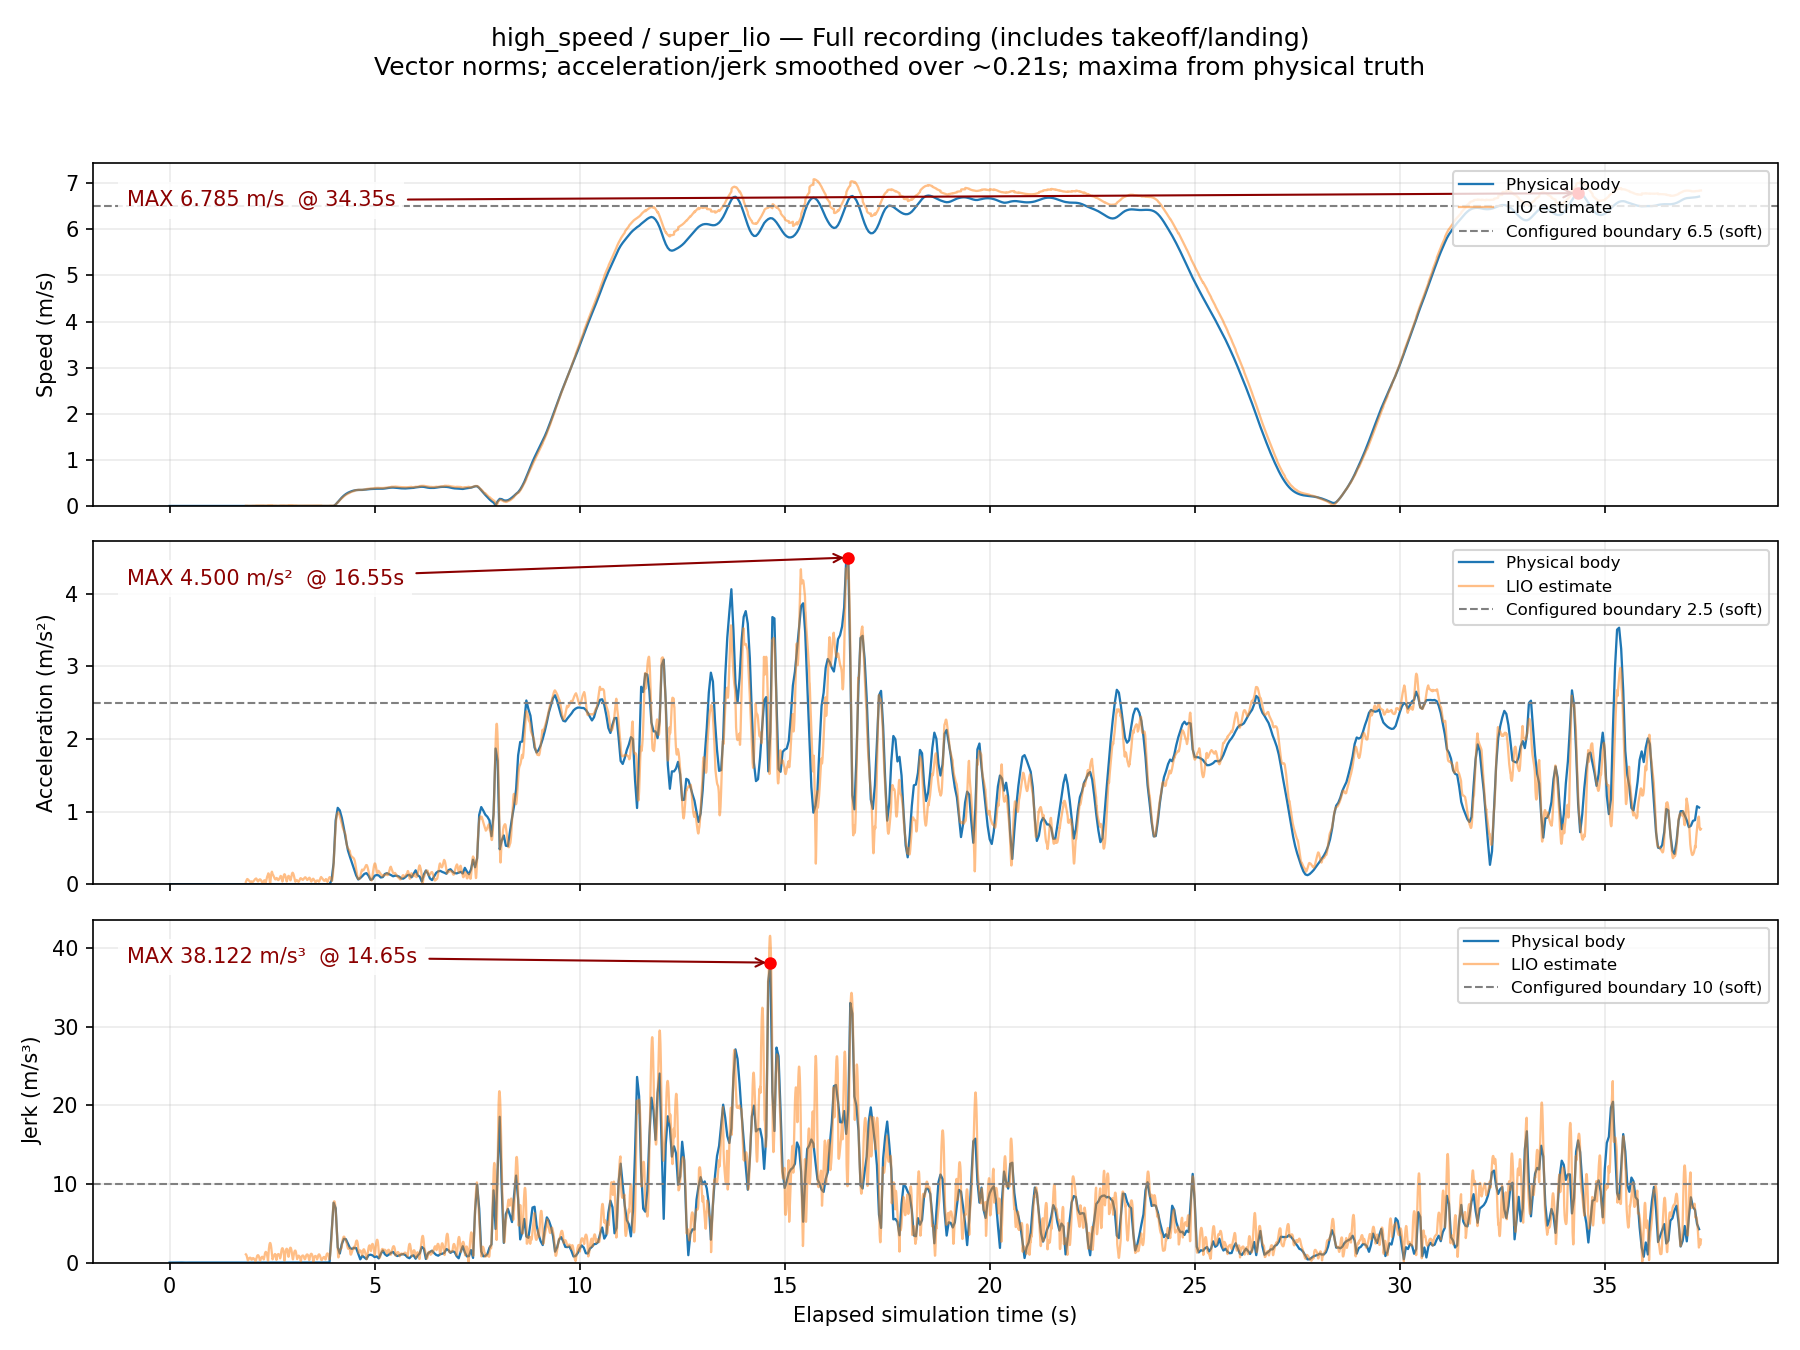 high_speed / super_lio — Full recording (includes takeoff/landing)
Vector norms; acceleration/jerk smoothed over ~0.21s; maxima from physical truth
Speed (m/s)
7
6
5
4
3
2
1
0
MAX 6.785 m/s  @ 34.35s
Physical body
LIO estimate
Configured boundary 6.5 (soft)
Acceleration (m/s²)
4
3
2
1
0
MAX 4.500 m/s²  @ 16.55s
Physical body
LIO estimate
Configured boundary 2.5 (soft)
Jerk (m/s³)
40
30
20
10
0
MAX 38.122 m/s³  @ 14.65s
Physical body
LIO estimate
Configured boundary 10 (soft)
0 5 10 15 20 25 30 35
Elapsed simulation time (s)